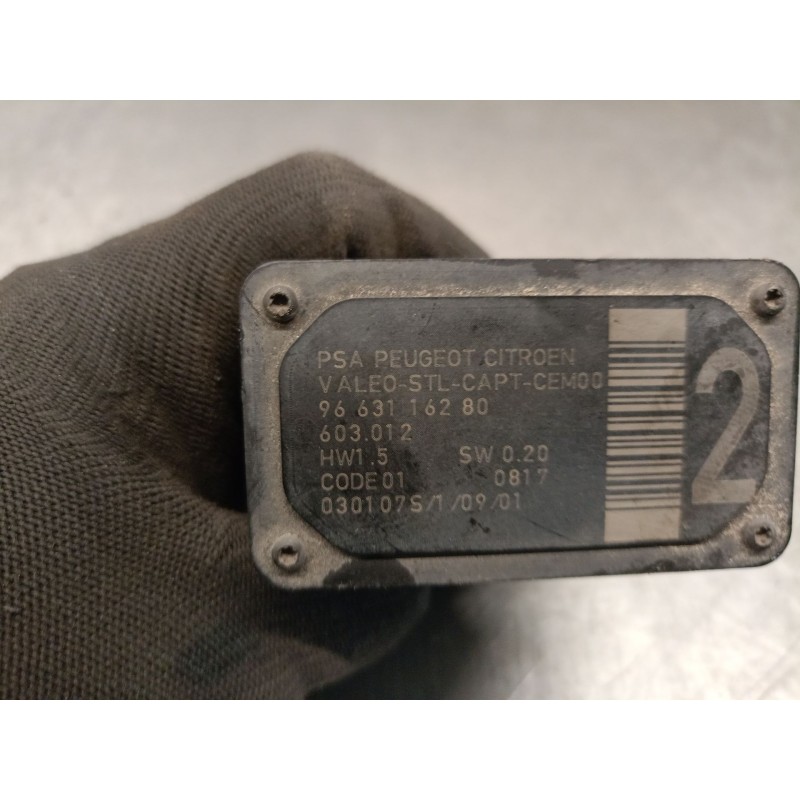 PSA PEUGEOT CITROEN
VALEO-STL-CAPT-CEM00
96 631 162 80
603.012
HW1.5 SW 0.20
CODE01 0817
030107S/1/09/01
2